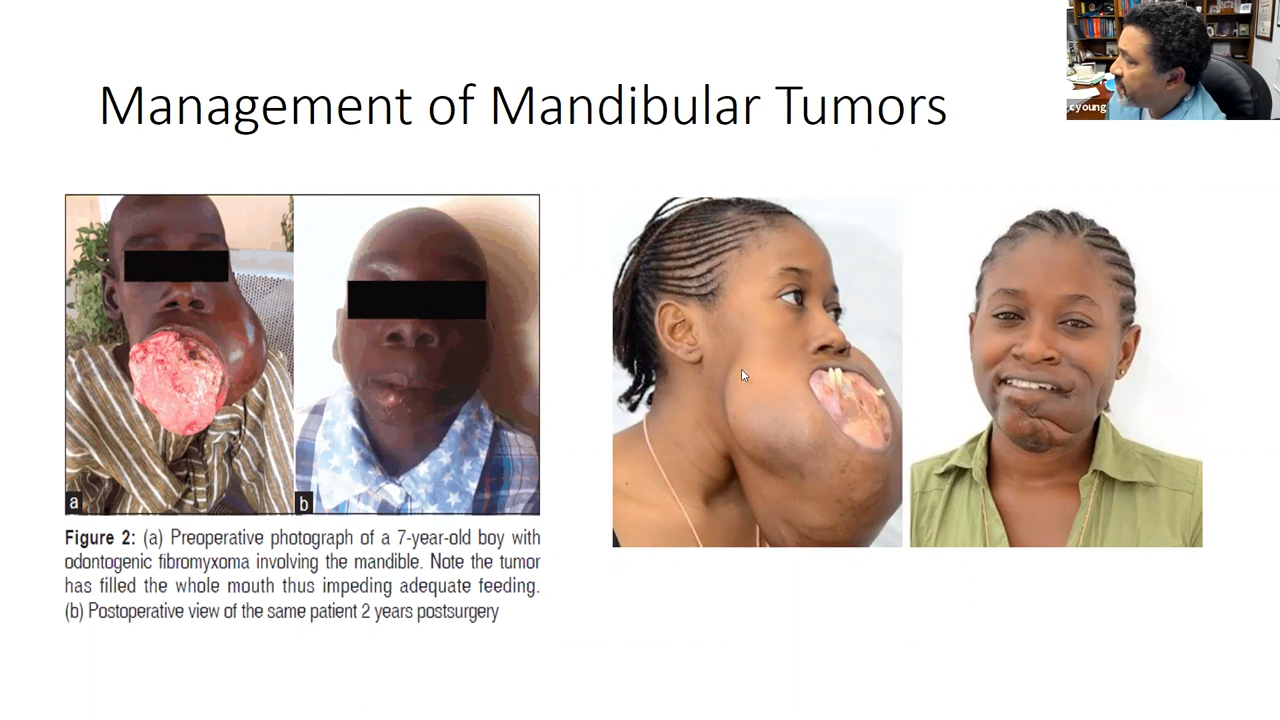 Management of Mandibular Tumors
cyoung
a
b
Figure 2: (a) Preoperative photograph of a 7-year-old boy with
odontogenic fibromyxoma involving the mandible. Note the tumor
has filled the whole mouth thus impeding adequate feeding.
(b) Postoperative view of the same patient 2 years postsurgery